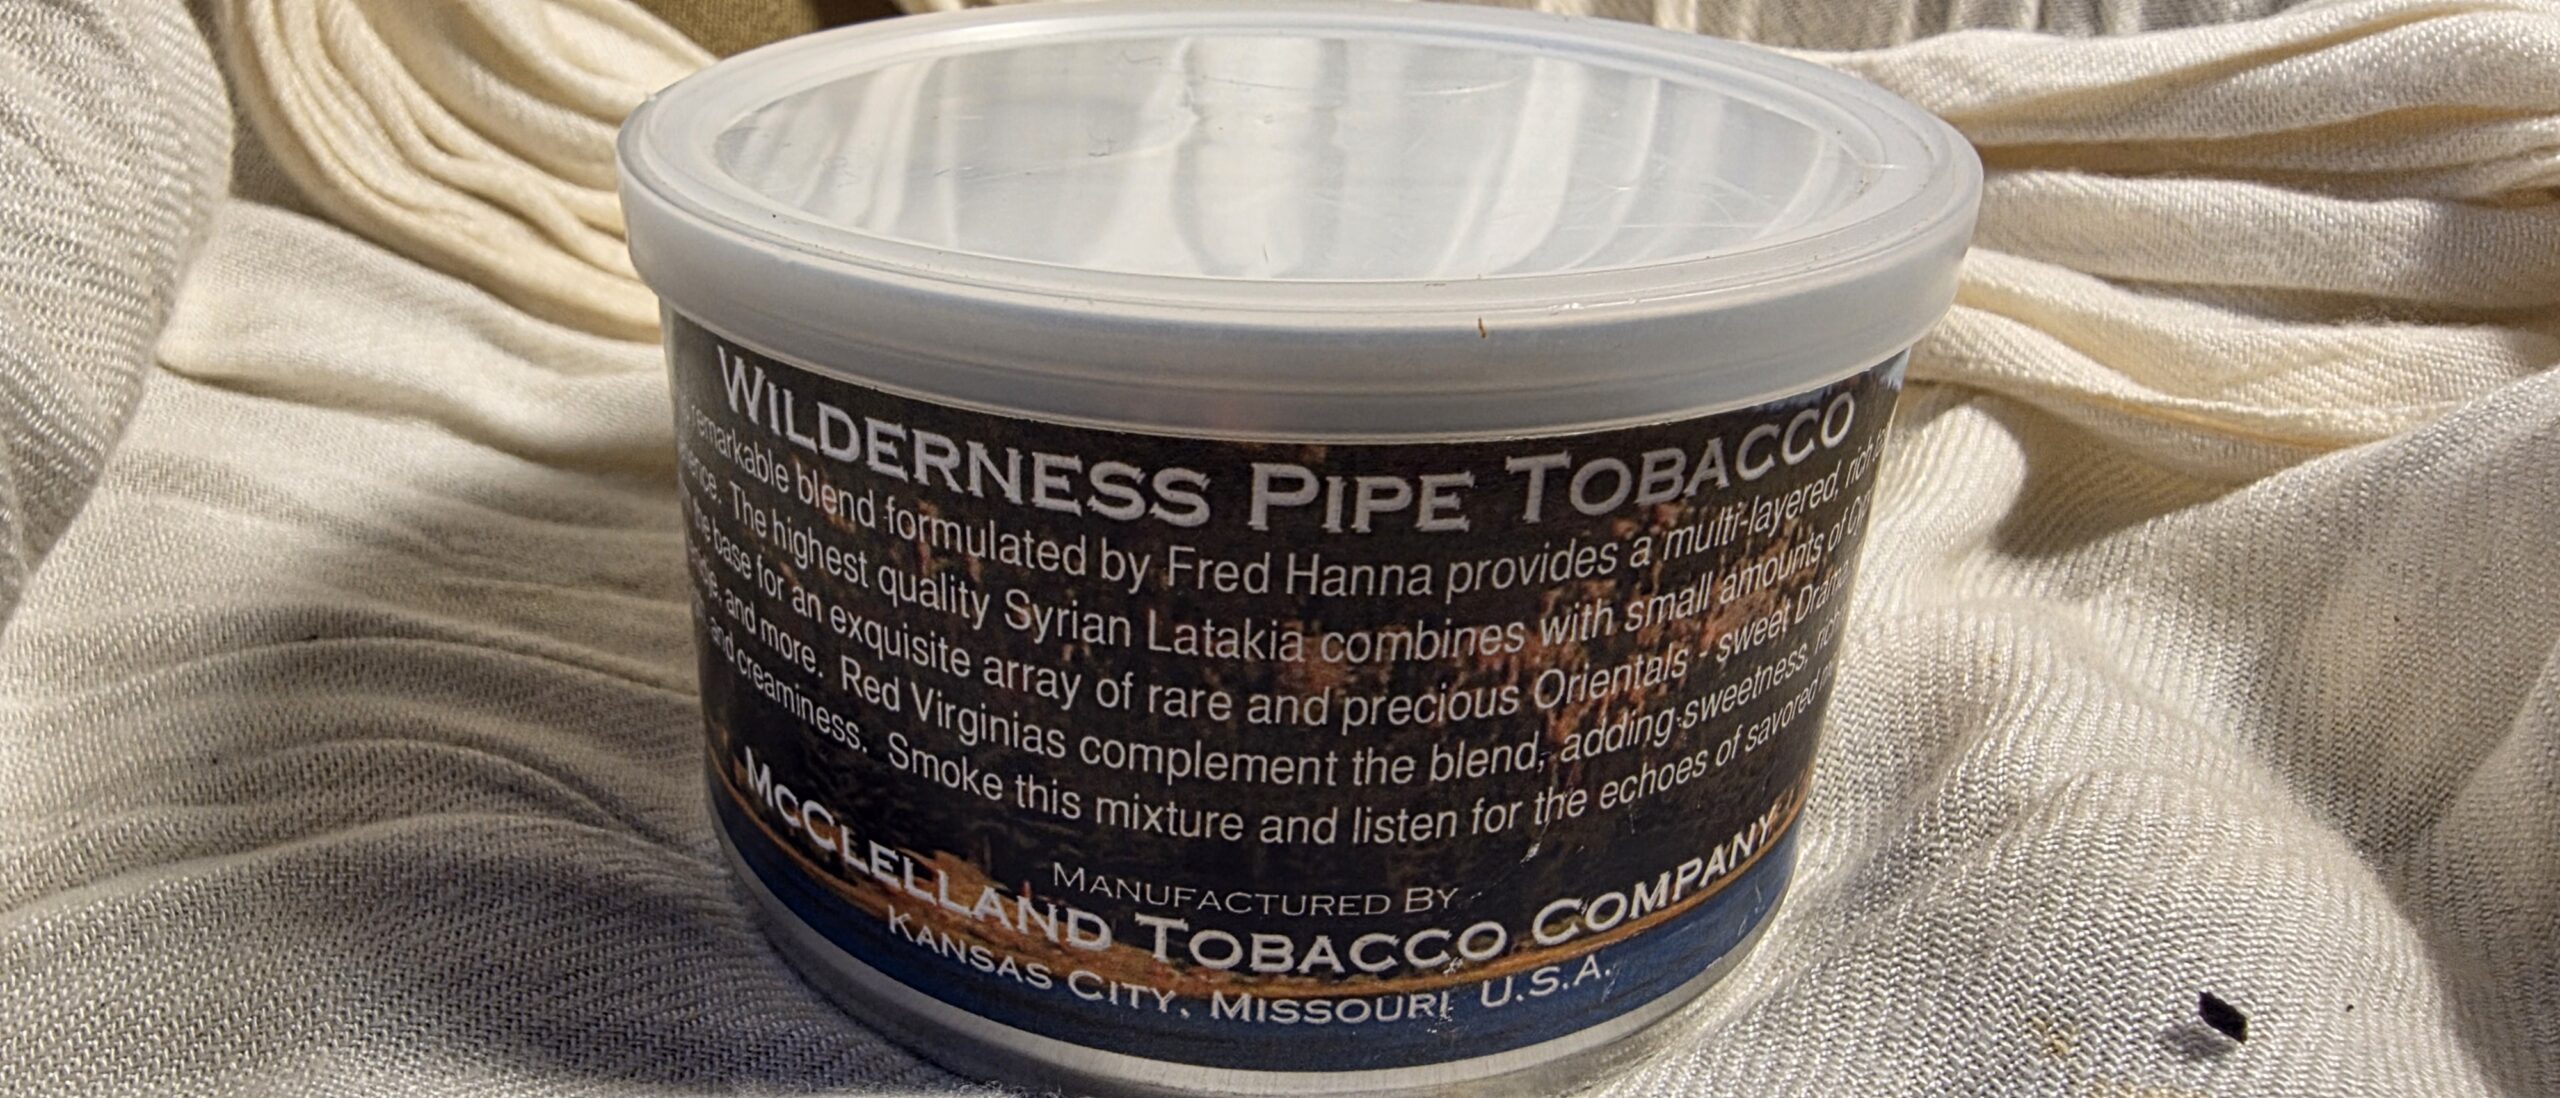 WILDERNESS PIPE TOBACCO
remarkable blend formulated by Fred Hanna provides a multi-layered, rich
The highest quality Syrian Latakia combines with small amounts of
the base for an exquisite array of rare and precious Orientals - sweet Drama
and more. Red Virginias complement the blend, adding sweetness,
and creaminess. Smoke this mixture and listen for the echoes of savored
MANUFACTURED BY
MCCLELLAND TOBACCO COMPANY
KANSAS CITY, MISSOURI, U.S.A.